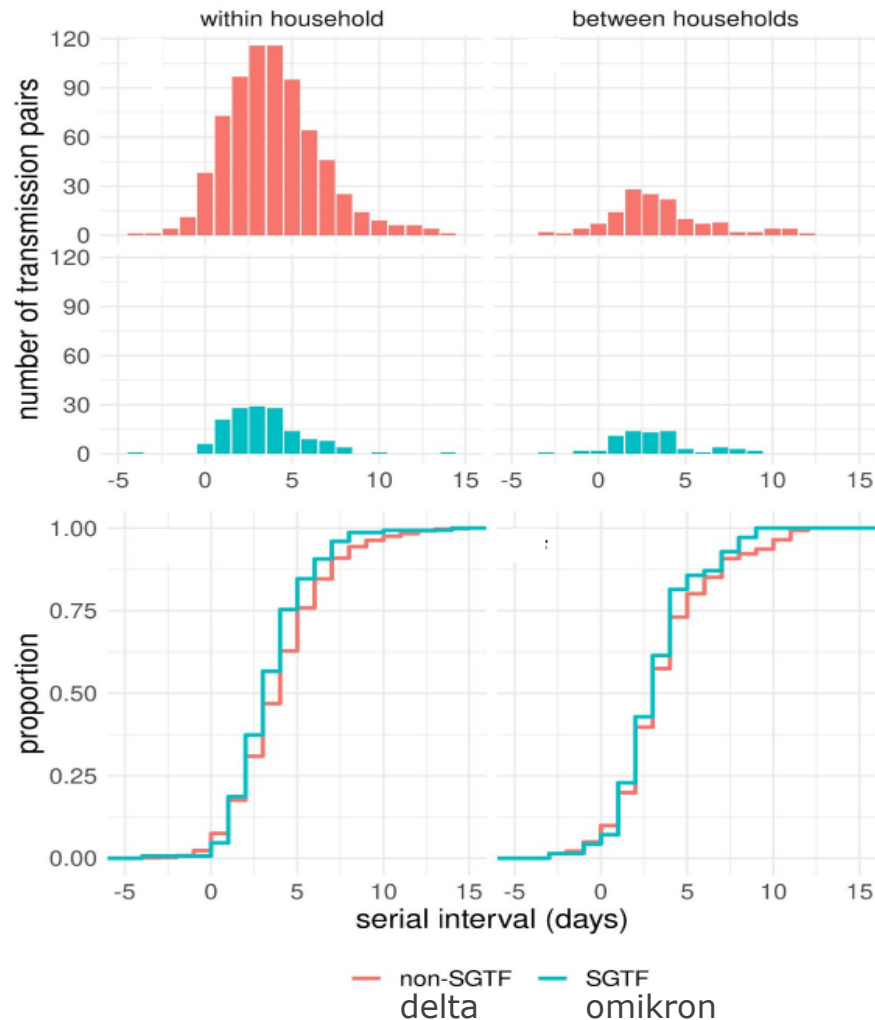 within household between households
number of transmission pairs
120
90
60
30
0
120
90
60
30
0
-5 0 5 10 15 -5 0 5 10 15
proportion
1.00
0.75
0.50
0.25
0.00
-5 0 5 10 15 -5 0 5 10 15
serial interval (days)
non-SGTF SGTF
delta omikron